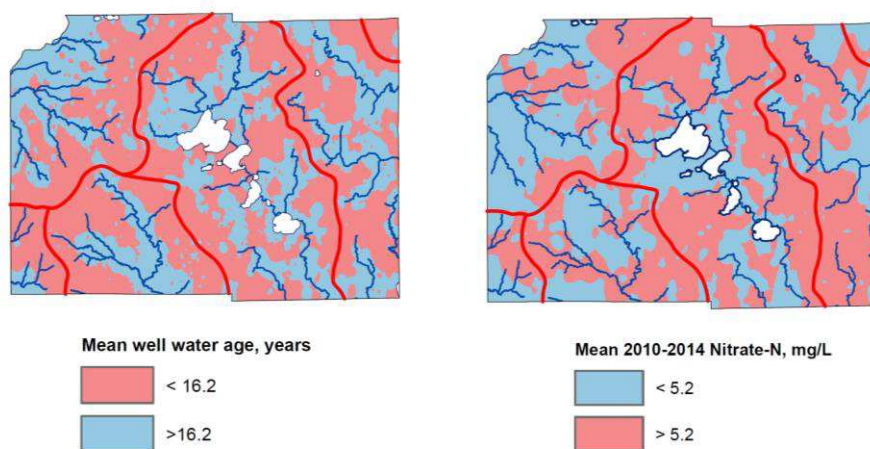 Mean well water age, years
< 16.2
>16.2
Mean 2010-2014 Nitrate-N, mg/L
< 5.2
> 5.2